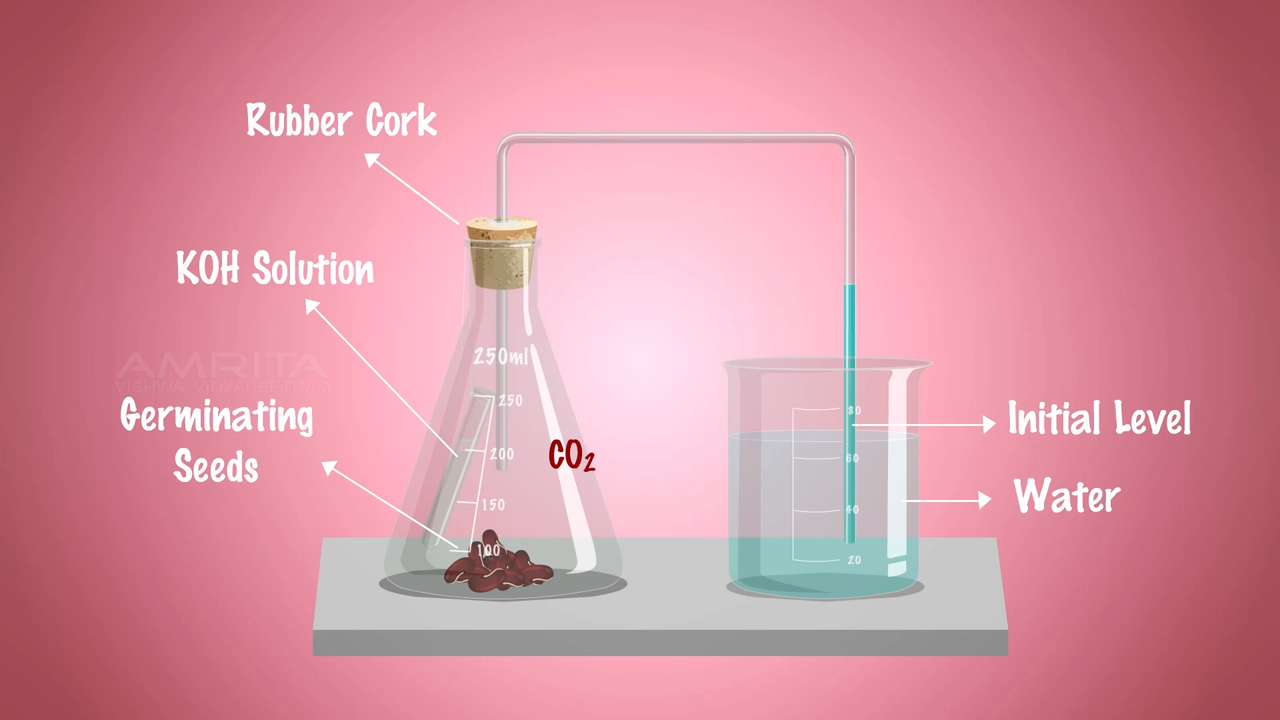 Rubber Cork
KOH Solution
AMRITA
VISHWA VIDYAPEETHAM
Germinating
Seeds
250ml
250
200
150
100
CO₂
80
60
40
20
Initial Level
Water